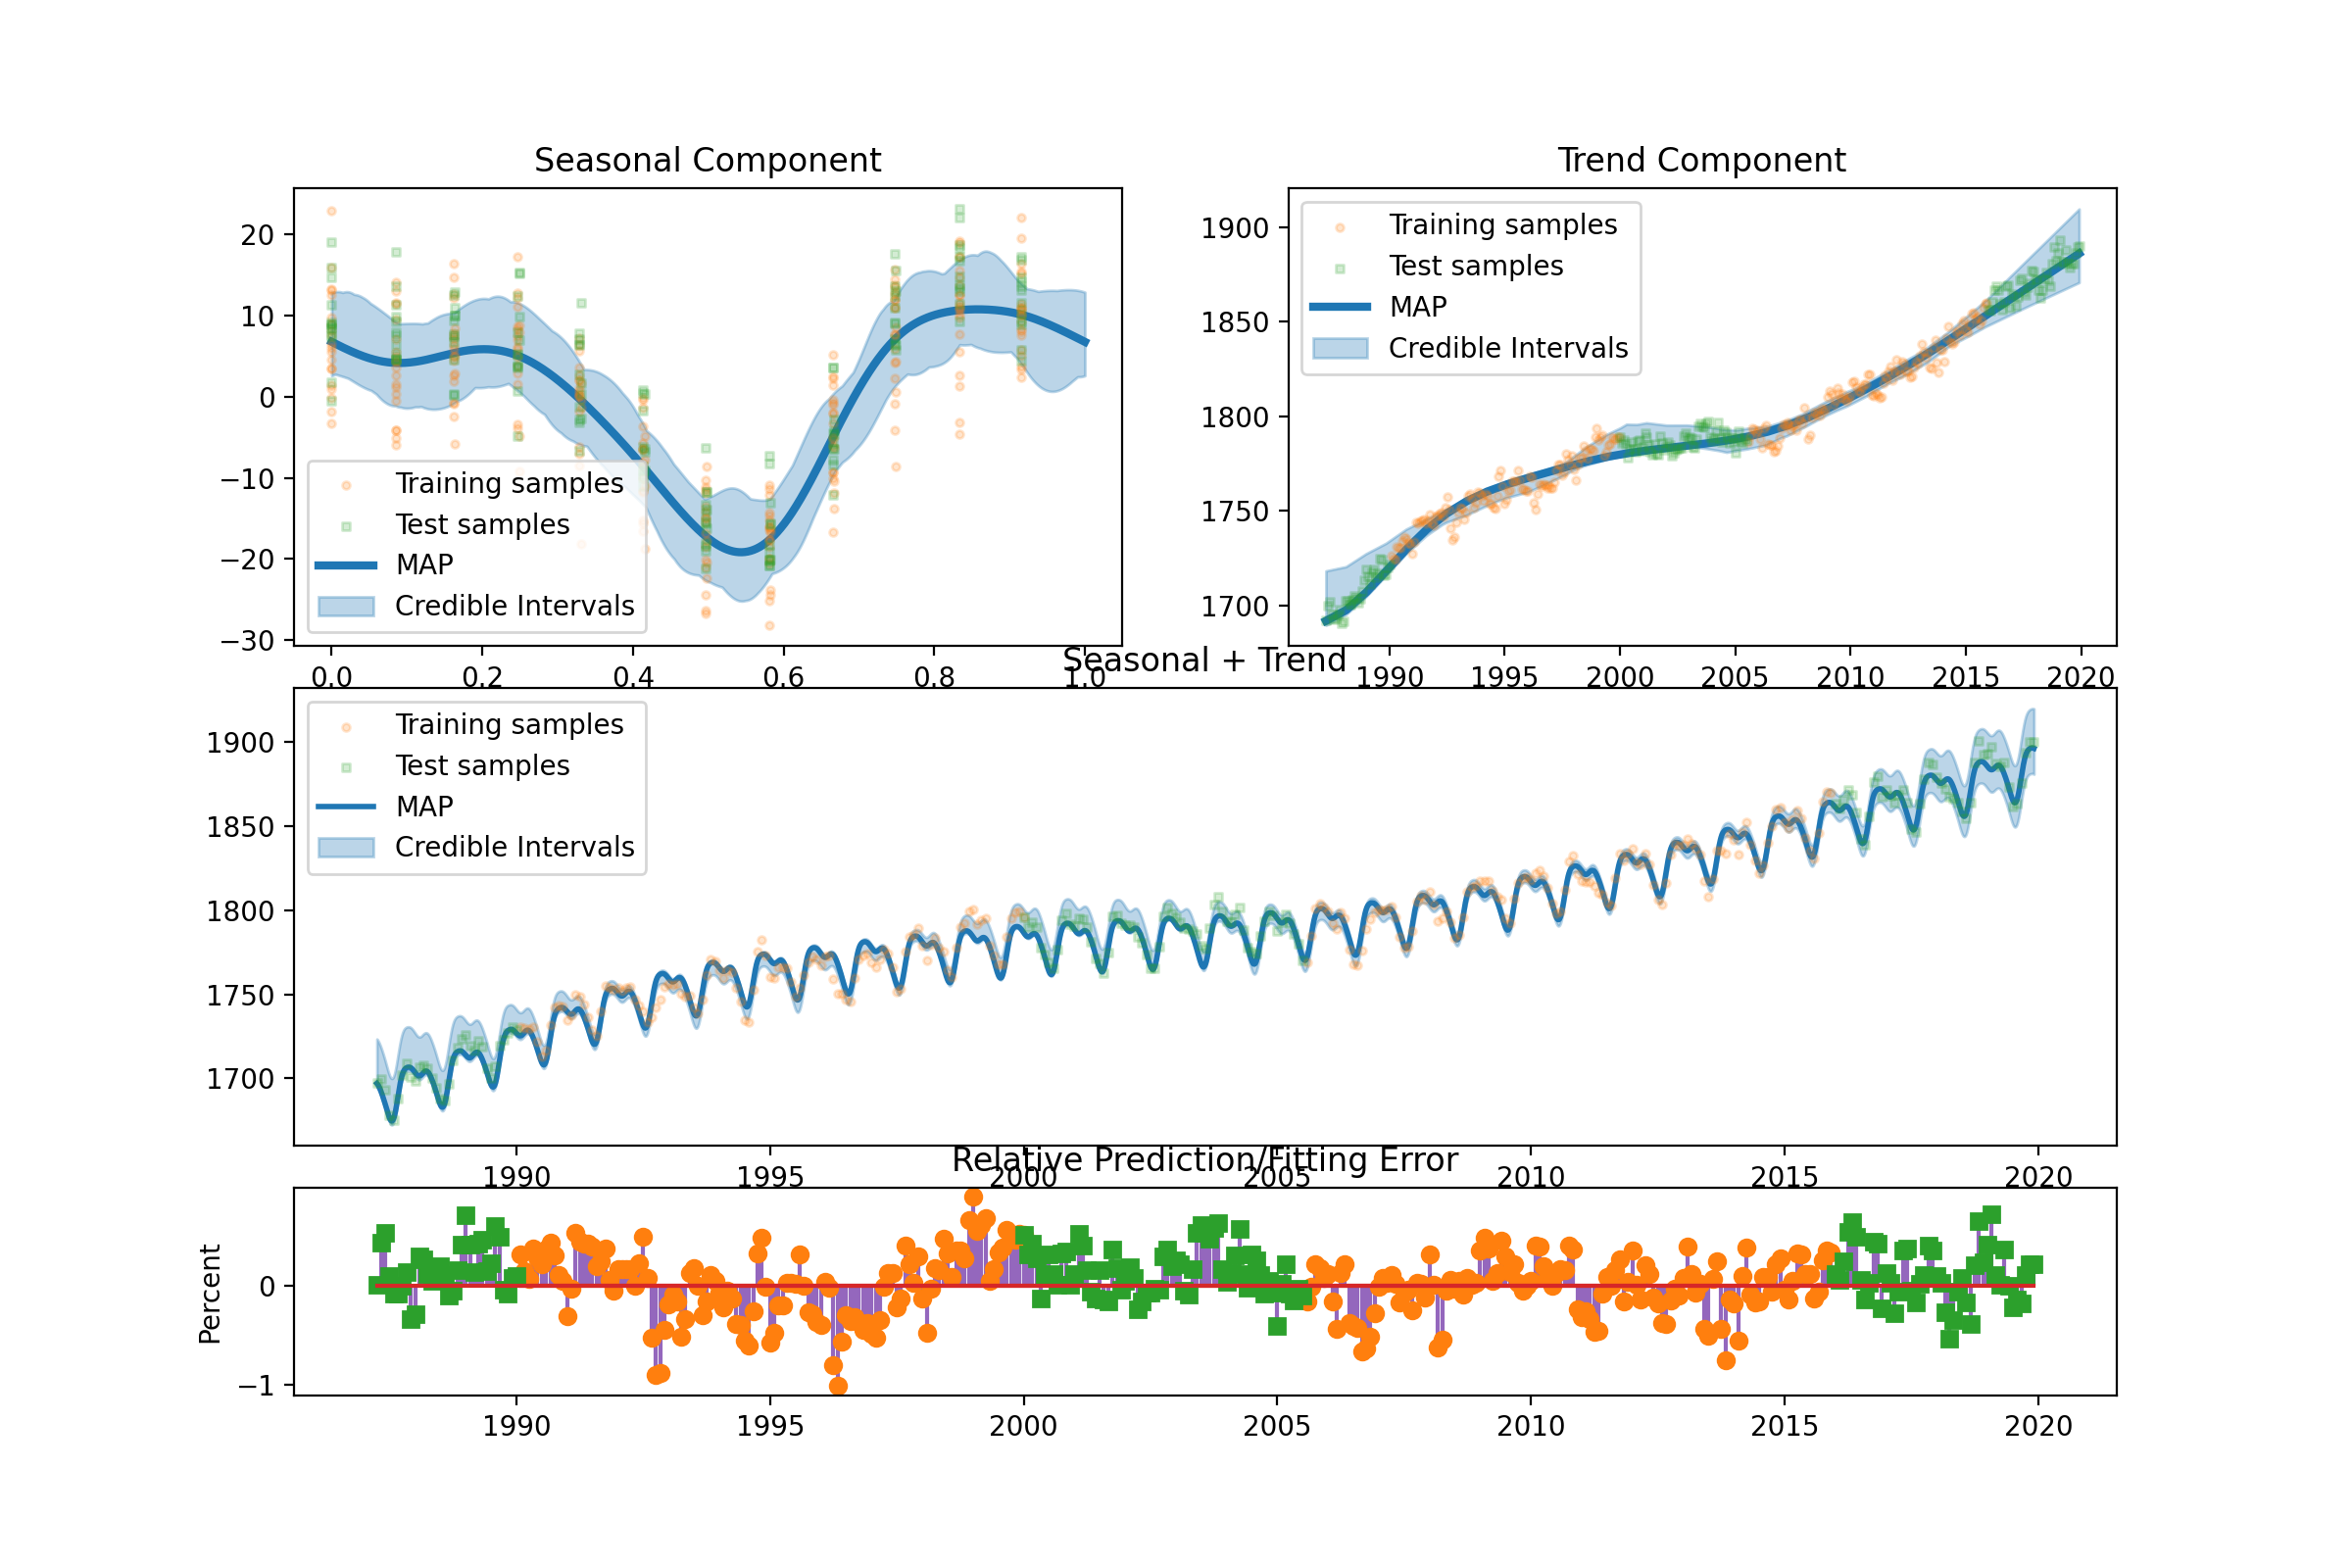 Seasonal Component
20
10
0
−10
−20
−30
Training samples
Test samples
MAP
Credible Intervals
0.0 0.2 0.4 0.6 0.8 1.0
Trend Component
1900
1850
1800
1750
1700
Training samples
Test samples
MAP
Credible Intervals
1990 1995 2000 2005 2010 2015 2020
Seasonal + Trend
1900
1850
1800
1750
1700
Training samples
Test samples
MAP
Credible Intervals
1990 1995 2000 2005 2010 2015 2020
Relative Prediction/Fitting Error
Percent
0
−1
1990 1995 2000 2005 2010 2015 2020